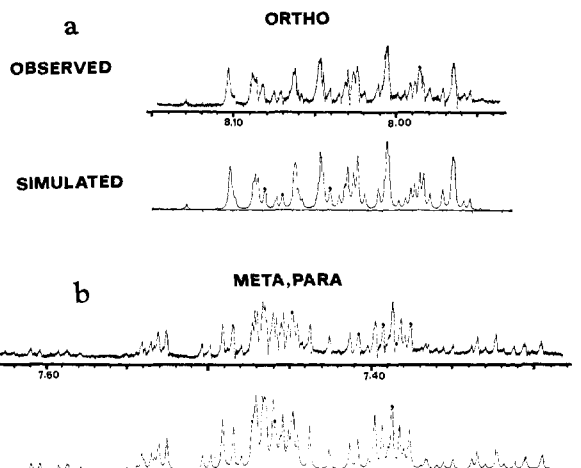 a
ORTHO
OBSERVED
8.10
8.00
SIMULATED
b
META,PARA
7.60
7.40